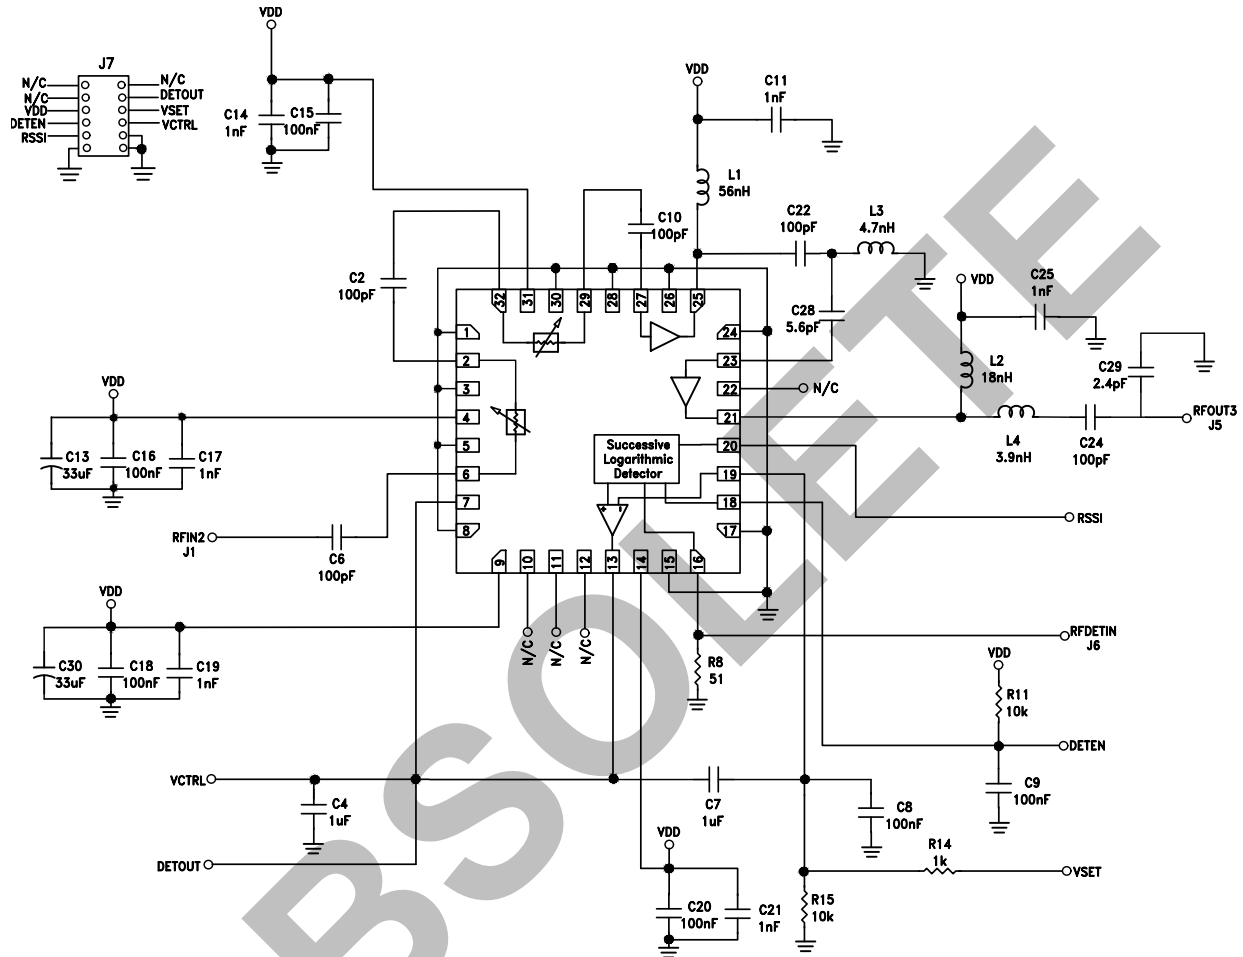 VDD
J7
N/C
N/C
VDD
DETEN
RSSI
N/C
DETOUT
VSET
VCTRL
C14
1nF
C15
100nF
VDD
C11
1nF
L1
56nH
C10
100pF
C22
100pF
L3
4.7nH
C2
100pF
C28
5.6pF
VDD
C25
1nF
L2
18nH
C29
2.4pF
RFOUT3
J5
L4
3.9nH
C24
100pF
32
31
30
29
28
27
26
25
1
2
3
4
5
6
7
8
24
23
22
21
20
19
18
17
N/C
Successive
Logarithmic
Detector
+
-
9
10
11
12
13
14
15
16
VDD
C13
33uF
C16
100nF
C17
1nF
RSSI
RFIN2
J1
C6
100pF
VDD
C30
33uF
C18
100nF
C19
1nF
N/C
N/C
N/C
R8
51
RFDETIN
J6
VDD
R11
10k
DETEN
C9
100nF
VCTRL
C4
1uF
C7
1uF
C8
100nF
DETOUT
VDD
C20
100nF
C21
1nF
R14
1k
VSET
R15
10k
BSOLETE